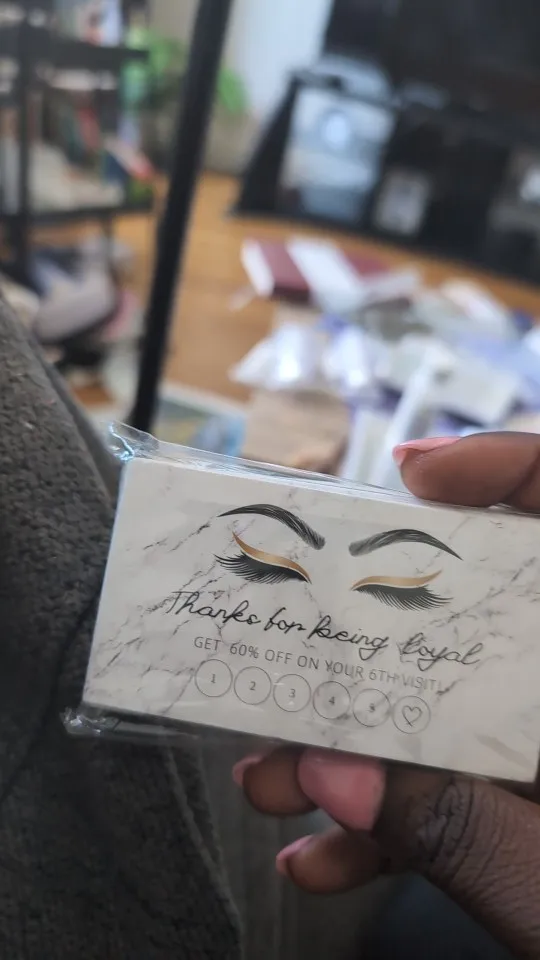 Thanks for being loyal
GET 60% OFF ON YOUR 6TH VISIT!
1 2 3 4 5